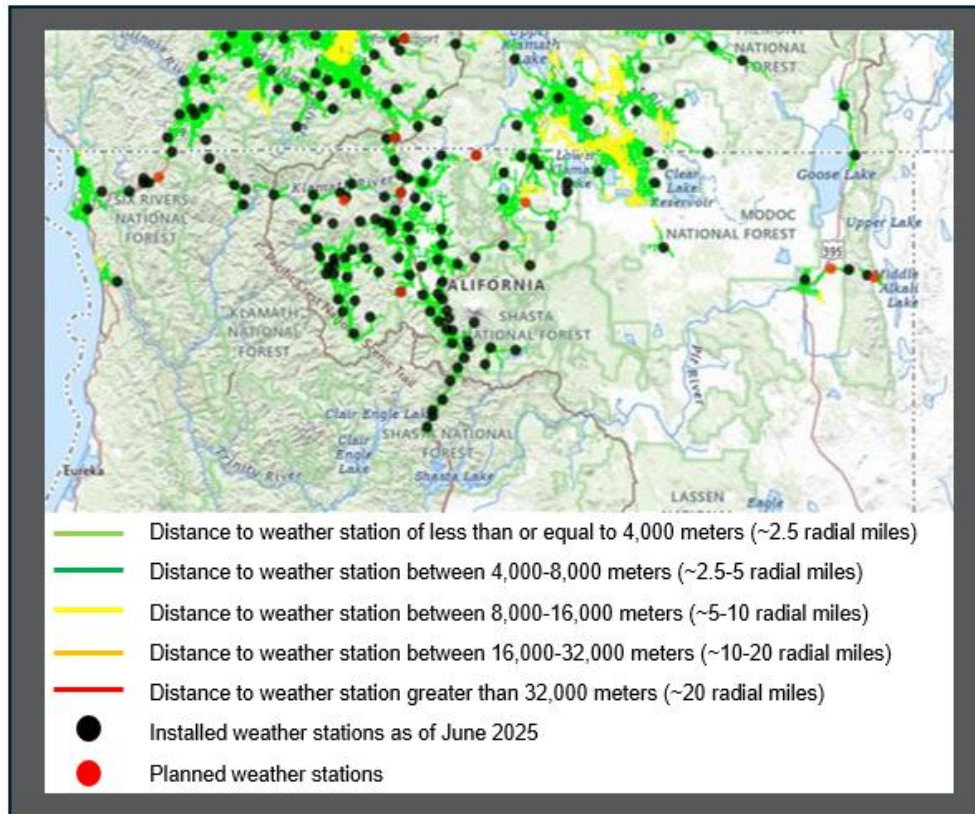 Upper
Klamath
Lake
FREMONT
NATIONAL
FOREST
Klamath River
Lower
Klamath
Lake
Clear
Lake
Reservoir
Goose Lake
SIX RIVERS
NATIONAL
FOREST
MODOC
NATIONAL FOREST
Upper Lake
395
Middle
Alkali
Lake
ALIFORNIA
KLAMATH
NATIONAL
FOREST
SHASTA
NATIONAL FOREST
Pit River
Clair Engle Lake
Clair
Engle
Lake
SHASTA NATIONAL
FOREST
Trinity River
Shasta Lake
Eureka
LASSEN
Eagle
Distance to weather station of less than or equal to 4,000 meters (~2.5 radial miles)
Distance to weather station between 4,000-8,000 meters (~2.5-5 radial miles)
Distance to weather station between 8,000-16,000 meters (~5-10 radial miles)
Distance to weather station between 16,000-32,000 meters (~10-20 radial miles)
Distance to weather station greater than 32,000 meters (~20 radial miles)
Installed weather stations as of June 2025
Planned weather stations